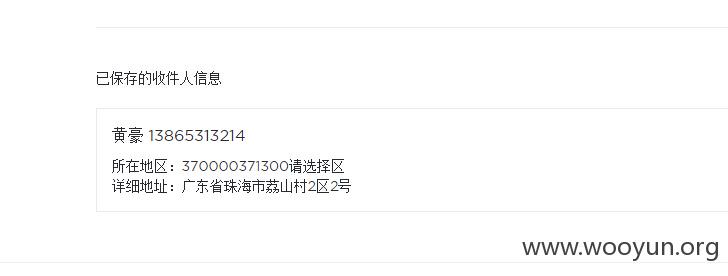 已保存的收件人信息
黄豪 13865313214
所在地区：370000371300请选择区
详细地址：广东省珠海市荔山村2区2号
www.wooyun.org